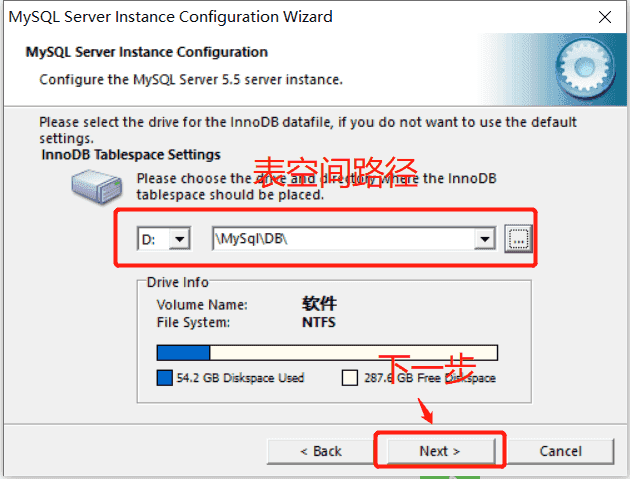 MySQL Server Instance Configuration Wizard
MySQL Server Instance Configuration
Configure the MySQL Server 5.5 server instance.
Please select the drive for the InnoDB datafile, if you do not want to use the default
settings.
InnoDB Tablespace Settings
表空间路径
Please choose the drive and directory where the InnoDB
tablespace should be placed.
D:
\MySql\DB\
...
Drive Info
Volume Name: 软件
File System: NTFS
下一步
54.2 GB Diskspace Used
287.6 GB Free Diskspace
< Back
Next >
Cancel